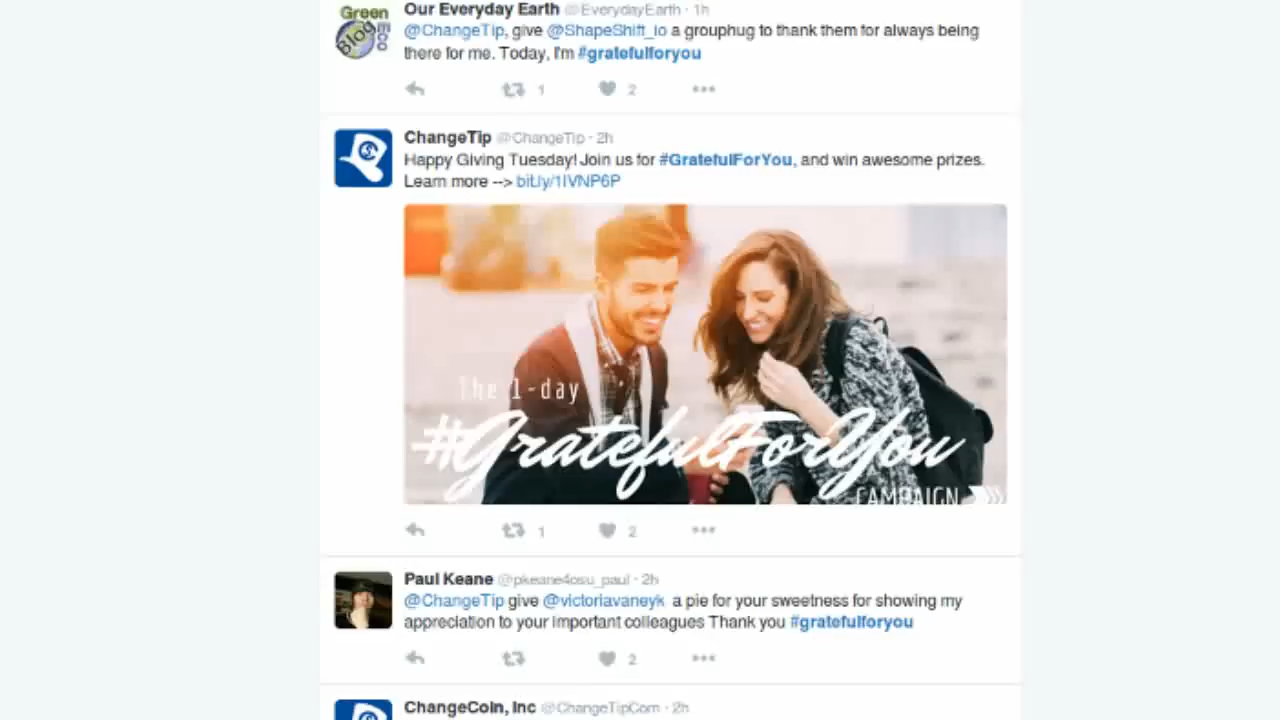 Green
Blog
eco
Our Everyday Earth @EverydayEarth · 1h
@ChangeTip, give @ShapeShift_io a grouphug to thank them for always being
there for me. Today, I'm #gratefulforyou
1 2
ChangeTip @ChangeTip · 2h
Happy Giving Tuesday! Join us for #GratefulForYou, and win awesome prizes.
Learn more --> bit.ly/1IVNP6P
The 1-day
#GratefulForYou
CAMPAIGN
1 2
Paul Keane @pkeane4osu_paul · 2h
@ChangeTip give @victoriavaneyk a pie for your sweetness for showing my
appreciation to your important colleagues Thank you #gratefulforyou
2
ChangeCoin, Inc @ChangeTipCom · 2h